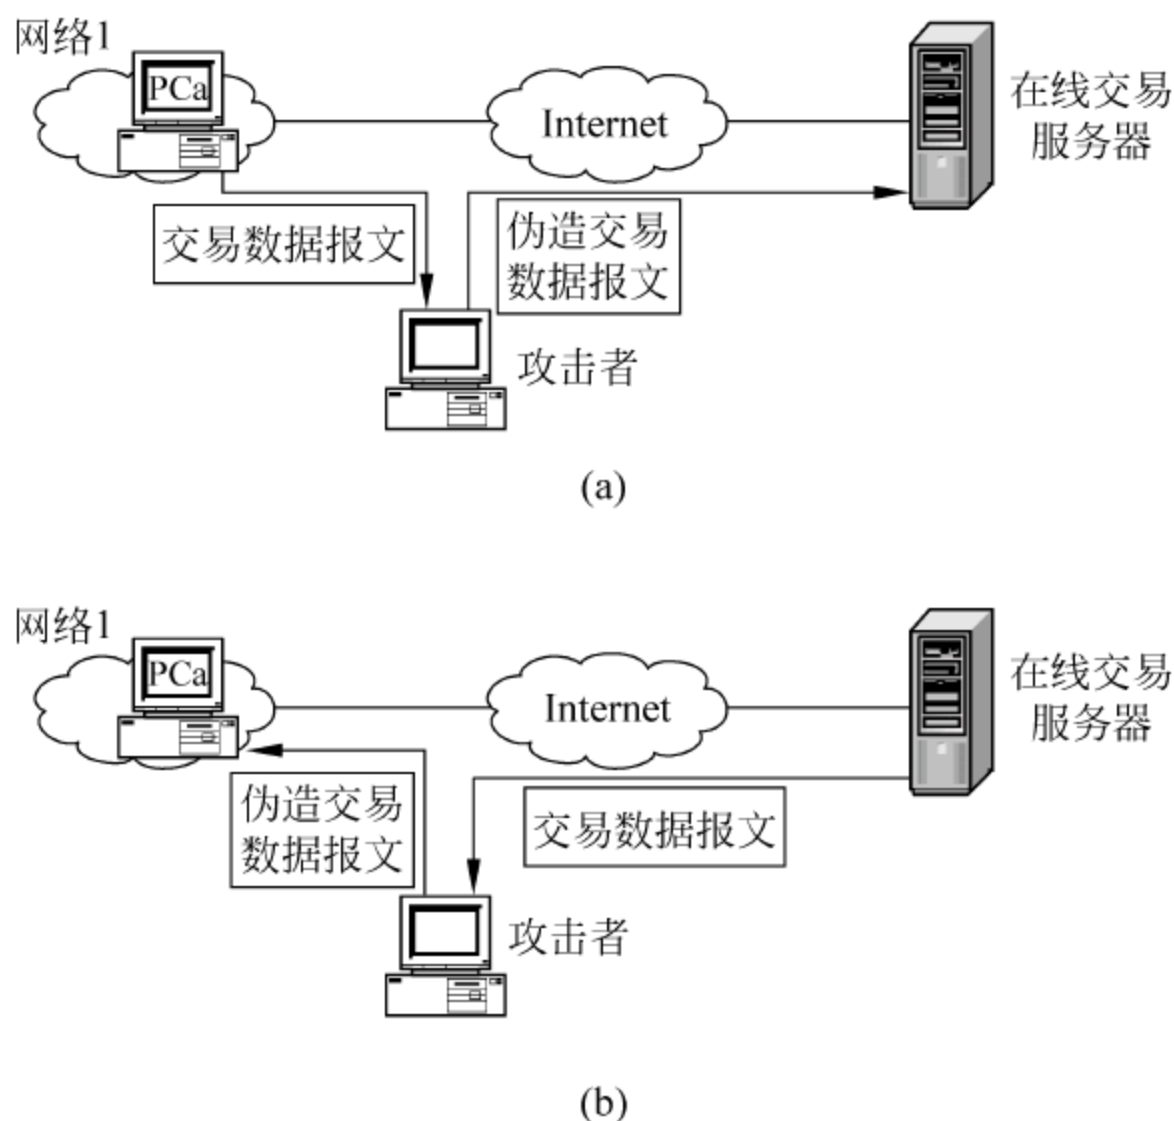 网络1
PCa
Internet
在线交易
服务器
交易数据报文
伪造交易
数据报文
攻击者
(a)
网络1
PCa
Internet
在线交易
服务器
伪造交易
数据报文
交易数据报文
攻击者
(b)